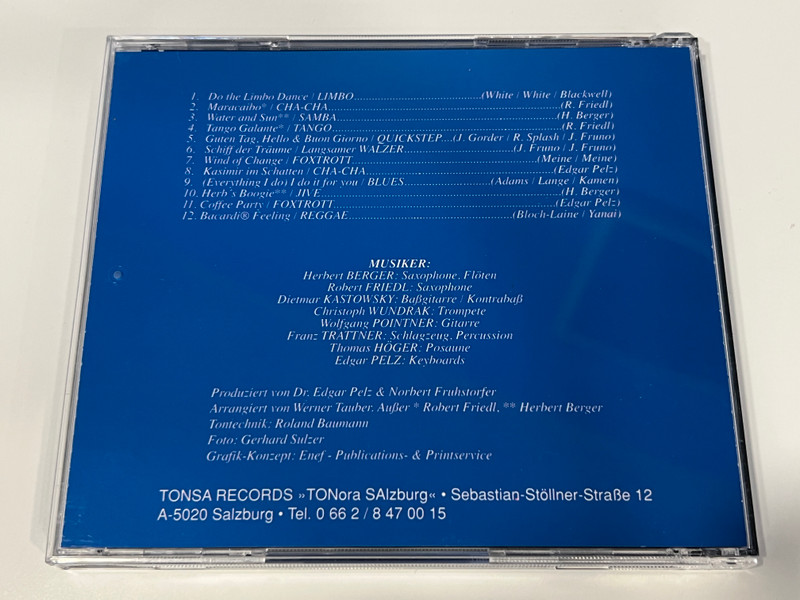 1. Do the Limbo Dance / LIMBO....................................(White / White / Blackwell)
2. Maracaibo* / CHA-CHA....................................(R. Friedl)
3. Water and Sun** / SAMBA....................................(H. Berger)
4. Tango Galante* / TANGO....................................(R. Friedl)
5. Guten Tag, Hello & Buon Giorno / QUICKSTEP....(J. Gorder / R. Splash / J. Fruno)
6. Schiff der Träume / Langsamer WALZER....................................(J. Fruno / J. Fruno)
7. Wind of Change / FOXTROTT....................................(Meine / Meine)
8. Kasimir im Schatten / CHA-CHA....................................(Edgar Pelz)
9. (Everything I do) I do it for you / BLUES....................................(Adams / Lange / Kamen)
10. Herb´s Boogie** / JIVE....................................(H. Berger)
11. Coffee Party / FOXTROTT....................................(Edgar Pelz)
12. Bacardi® Feeling / REGGAE....................................(Bloch-Laine / Yanai)
MUSIKER:
Herbert BERGER: Saxophone, Flöten
Robert FRIEDL: Saxophone
Dietmar KASTOWSKY: Baßgitarre / Kontrabaß
Christoph WUNDRAK: Trompete
Wolfgang POINTNER: Gitarre
Franz TRATTNER: Schlagzeug, Percussion
Thomas HÖGER: Posaune
Edgar PELZ: Keyboards
Produziert von Dr. Edgar Pelz & Norbert Fruhstorfer
Arrangiert von Werner Tauber. Außer * Robert Friedl, ** Herbert Berger
Tontechnik: Roland Baumann
Foto: Gerhard Sulzer
Grafik-Konzept: Enef - Publications- & Printservice
TONSA RECORDS »TONora SAlzburg« • Sebastian-Stöllner-Straße 12
A-5020 Salzburg • Tel. 0 66 2 / 8 47 00 15